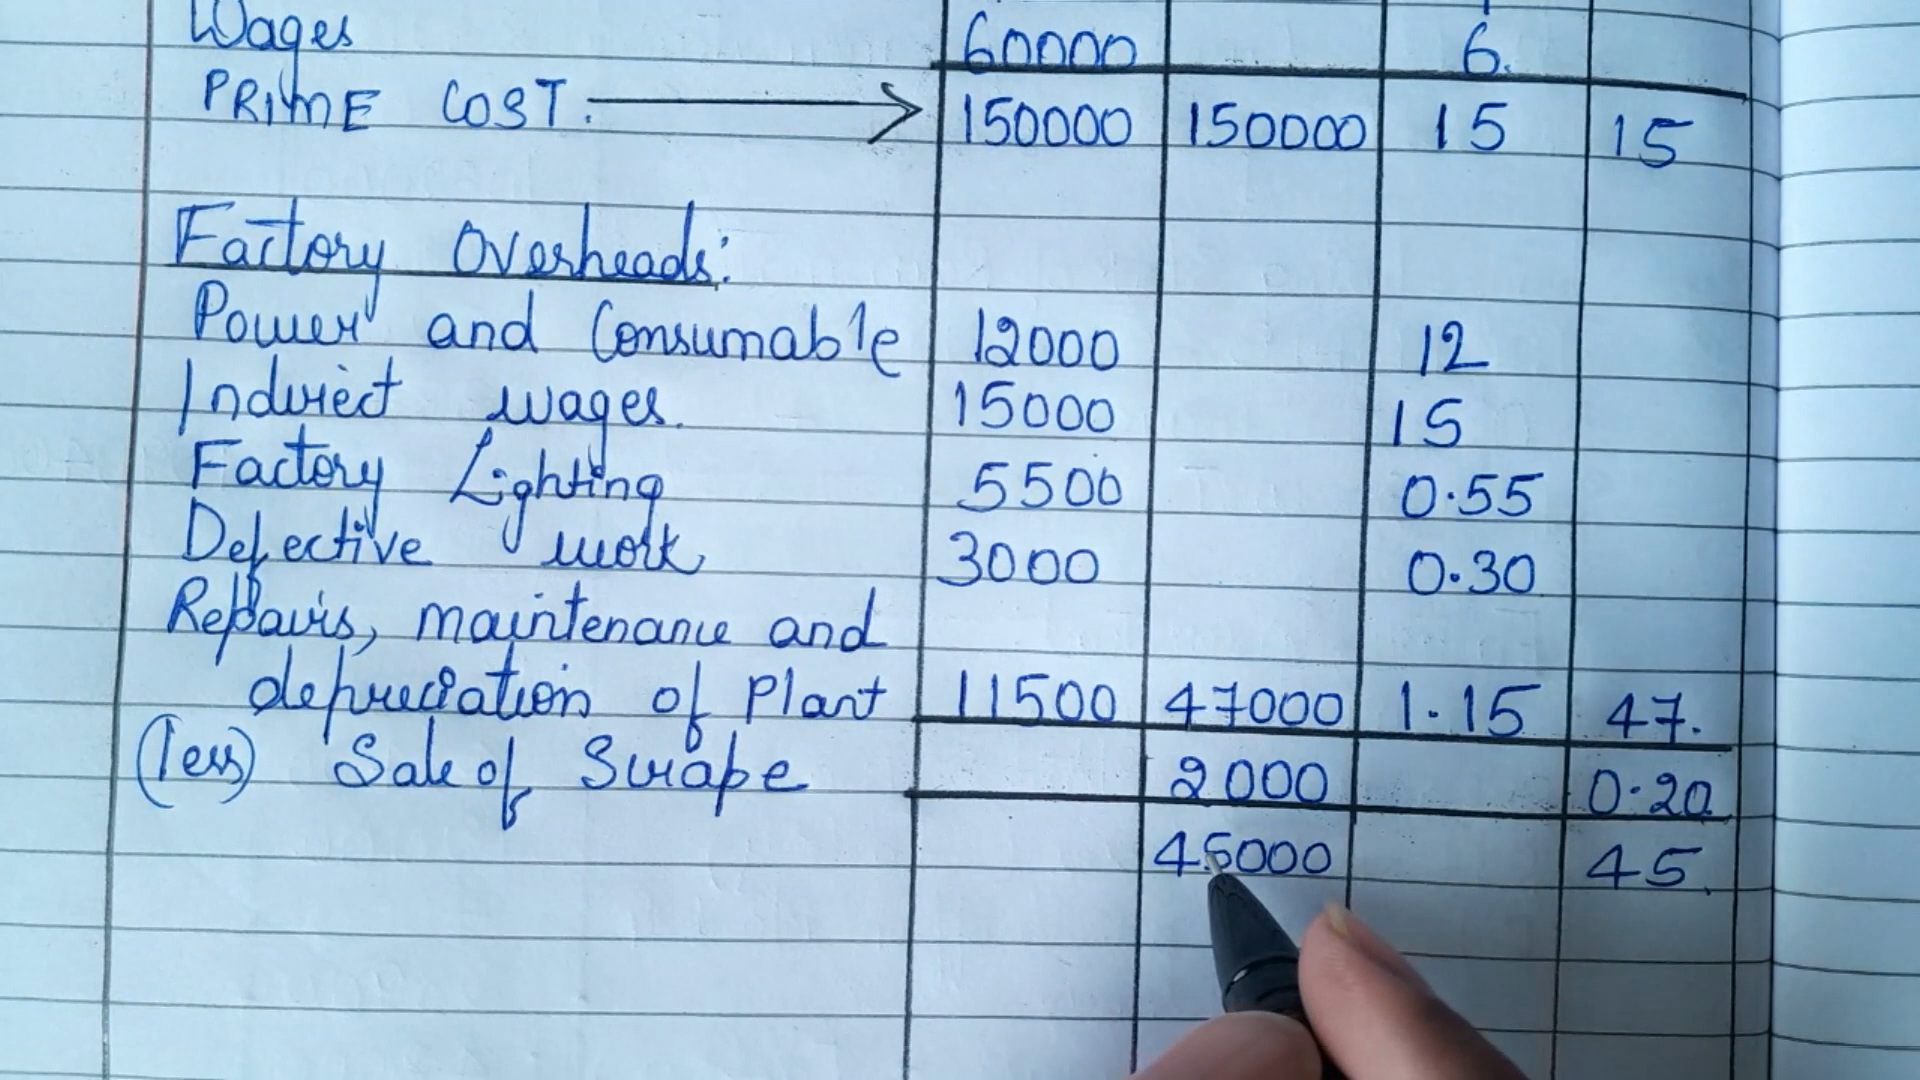 Wages 60000 6.
PRIME COST. 150000 150000 15 15
Factory Overheads:
Power and Consumable 12000 12
Indirect wages. 15000 15
Factory Lighting 5500 0.55
Defective work 3000 0.30
Repairs, maintenance and
depreciation of Plant 11500 47000 1.15 47.
(less) Sale of Scrape 2000 0.20
45000 45.